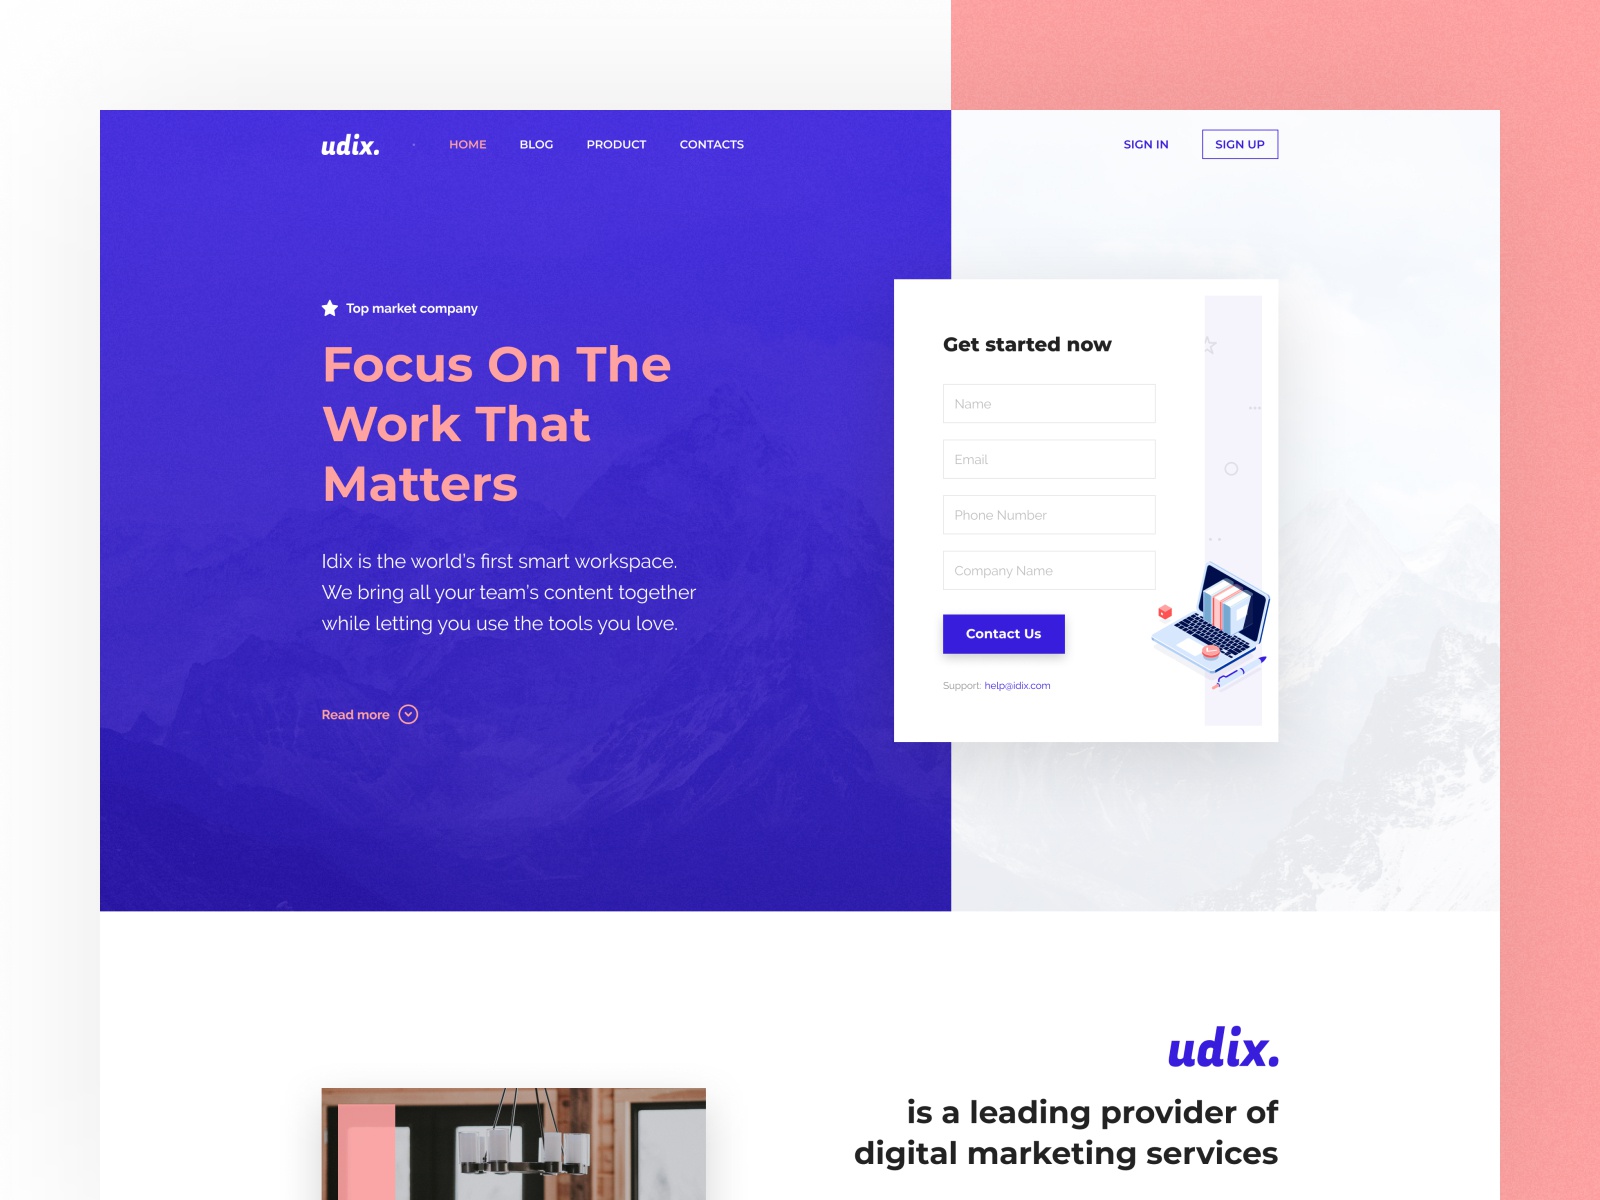 udix.
HOME BLOG PRODUCT CONTACTS
SIGN IN SIGN UP
Top market company
Focus On The
Work That
Matters
Idix is the world's first smart workspace.
We bring all your team's content together
while letting you use the tools you love.
Read more
Get started now
Name
Email
Phone Number
Company Name
Contact Us
Support: help@idix.com
udix.
is a leading provider of
digital marketing services